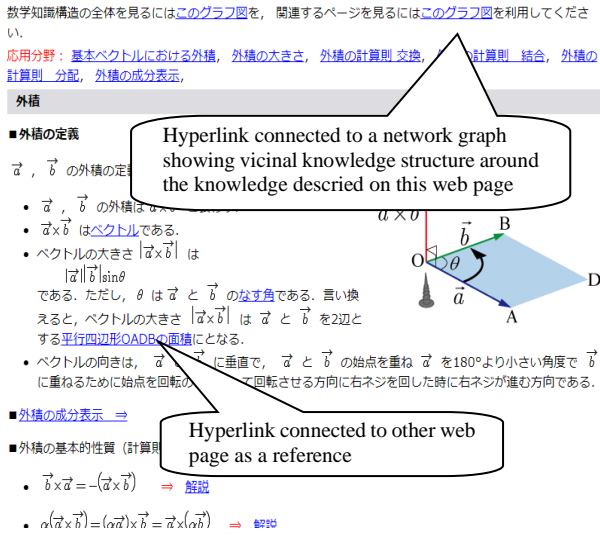 数学知識構造の全体を見るにはこのグラフ図を， 関連するページを見るにはこのグラフ図を利用してくださ
い．
応用分野： 基本ベクトルにおける外積， 外積の大きさ， 外積の計算則 交換， の計算則 結合， 外積の
計算則 分配， 外積の成分表示，
外積
■外積の定義
Hyperlink connected to a network graph
showing vicinal knowledge structure around
the knowledge descried on this web page
a⃗ ， b⃗ の外積の定
• a⃗ ， b⃗ の外積は
• a⃗×b⃗ はベクトルである．
• ベクトルの大きさ |a⃗×b⃗| は
|a⃗||b⃗|sinθ
である．ただし，θ は a⃗ と b⃗ のなす角である．言い換
えると，ベクトルの大きさ |a⃗×b⃗| は a⃗ と b⃗ を2辺と
する平行四辺形OADBの面積にとなる．
B
b⃗
O
θ
D
a⃗
A
• ベクトルの向きは， a⃗ に垂直で， a⃗ と b⃗ の始点を重ね a⃗ を180°より小さい角度で b⃗
に重ねるために始点を回転の て回転させる方向に右ネジを回した時に右ネジが進む方向である．
■外積の成分表示 ⇒
Hyperlink connected to other web
page as a reference
■外積の基本的性質（計算則
• b⃗×a⃗=−(a⃗×b⃗) ⇒ 解説
• α(a⃗×b⃗)=(αa⃗)×b⃗=a⃗×(αb⃗) ⇒ 解説